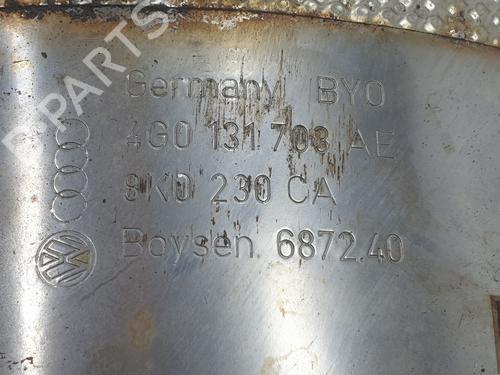 B-PARTS
Germany BYO
4G0 131 703 AE
8K0 230 CA
Boysen 6872.40